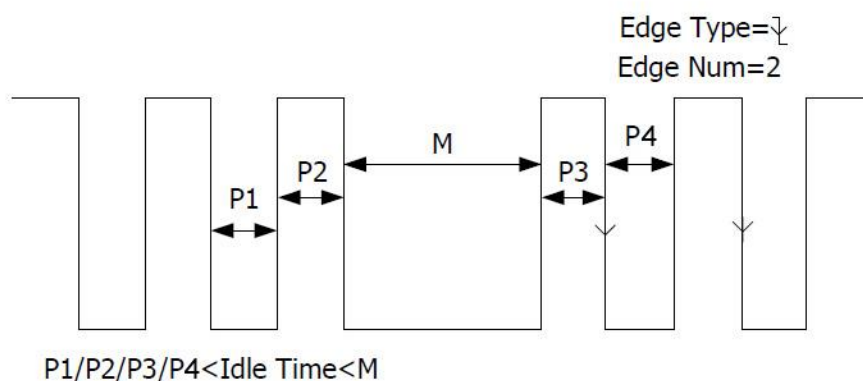 Edge Type=
Edge Num=2
M
P4
P2
P3
P1
P1/P2/P3/P4<Idle Time<M